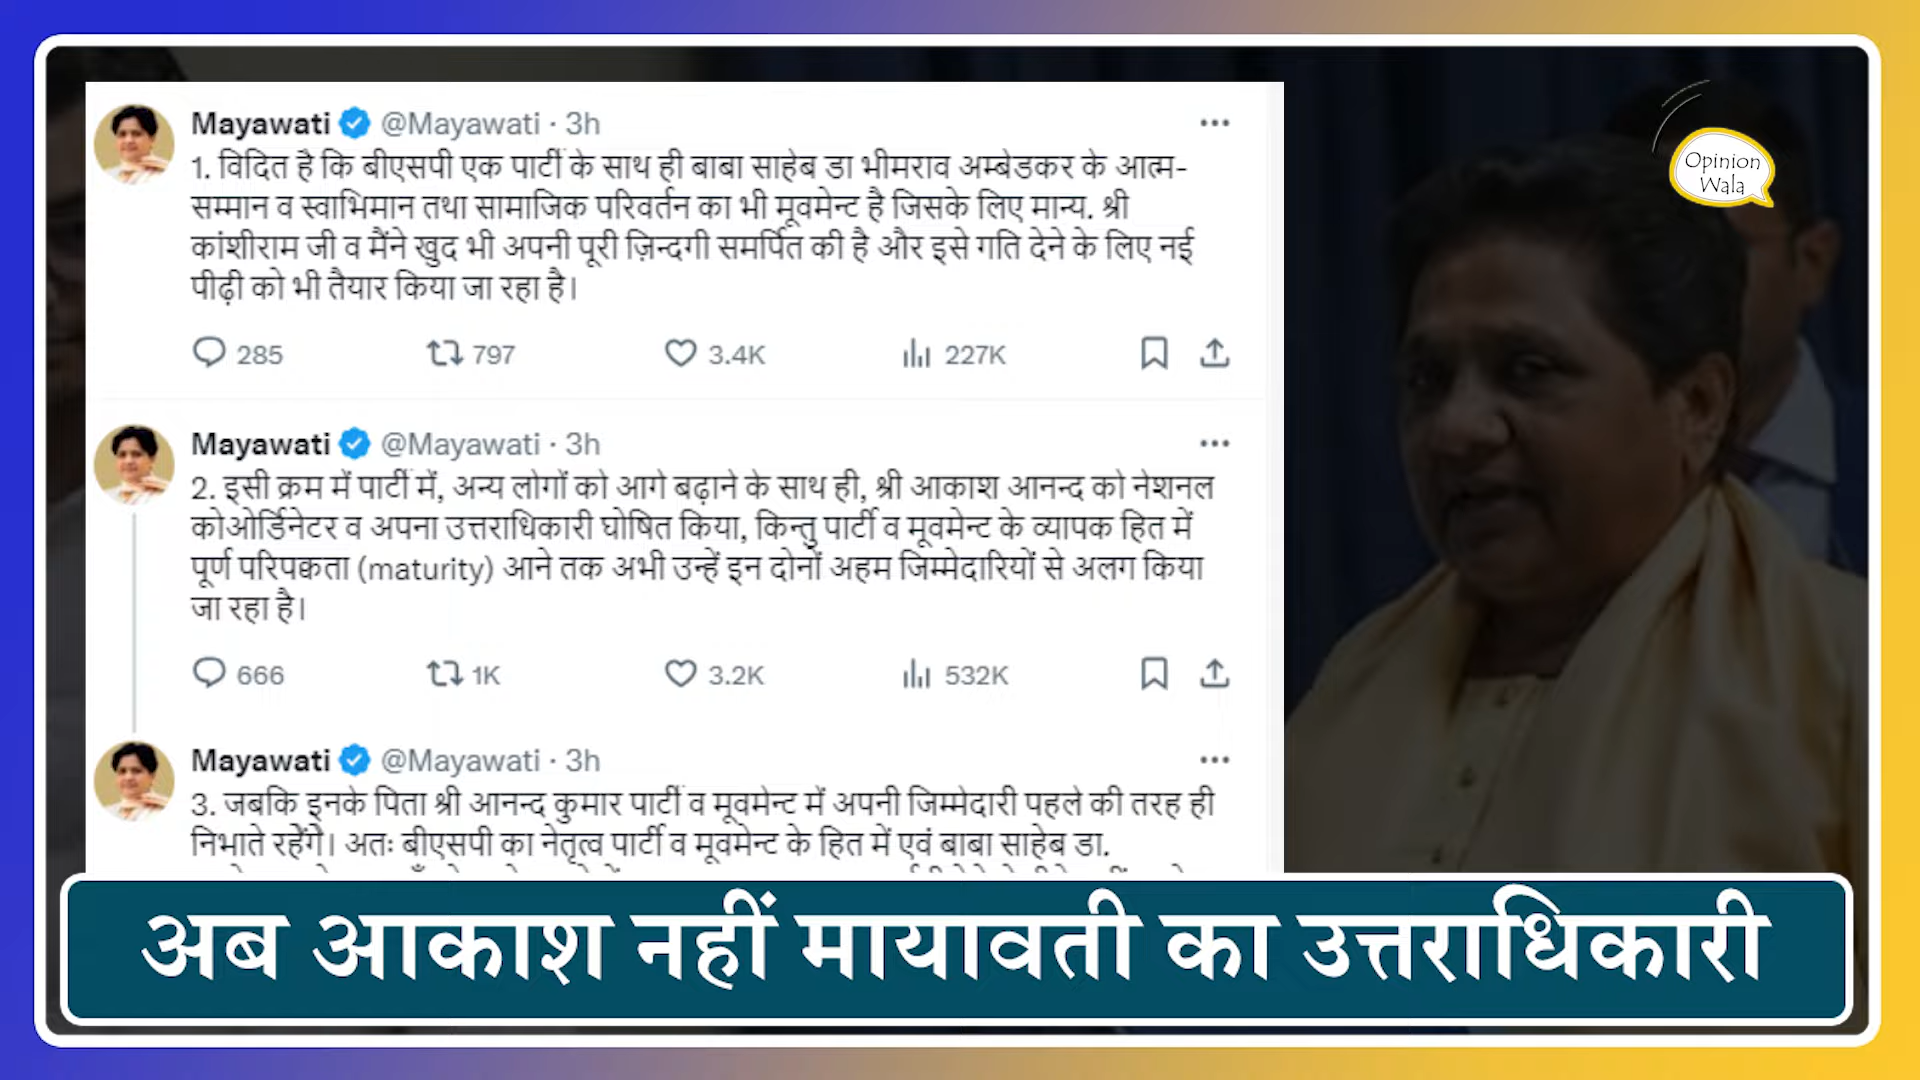 Opinion
Wala
Mayawati @Mayawati · 3h
1. विदित है कि बीएसपी एक पार्टी के साथ ही बाबा साहेब डा भीमराव अम्बेडकर के आत्म-
सम्मान व स्वाभिमान तथा सामाजिक परिवर्तन का भी मूवमेन्ट है जिसके लिए मान्य. श्री
कांशीराम जी व मैंने खुद भी अपनी पूरी ज़िन्दगी समर्पित की है और इसे गति देने के लिए नई
पीढ़ी को भी तैयार किया जा रहा है।
285 797 3.4K 227K
Mayawati @Mayawati · 3h
2. इसी क्रम में पार्टी में, अन्य लोगों को आगे बढ़ाने के साथ ही, श्री आकाश आनन्द को नेशनल
कोओर्डिनेटर व अपना उत्तराधिकारी घोषित किया, किन्तु पार्टी व मूवमेन्ट के व्यापक हित में
पूर्ण परिपक्वता (maturity) आने तक अभी उन्हें इन दोनों अहम जिम्मेदारियों से अलग किया
जा रहा है।
666 1K 3.2K 532K
Mayawati @Mayawati · 3h
3. जबकि इनके पिता श्री आनन्द कुमार पार्टी व मूवमेन्ट में अपनी जिम्मेदारी पहले की तरह ही
निभाते रहेंगे। अतः बीएसपी का नेतृत्व पार्टी व मूवमेन्ट के हित में एवं बाबा साहेब डा.
अब आकाश नहीं मायावती का उत्तराधिकारी